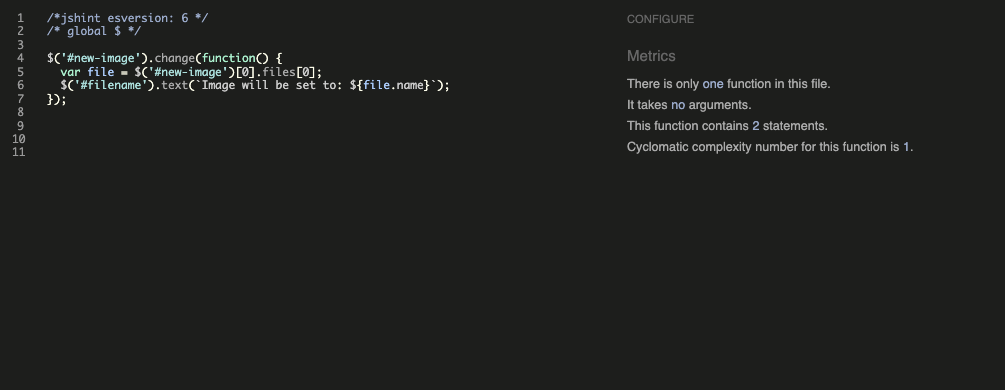 1 /*jshint esversion: 6 */
2 /* global $ */
3
4 $('#new-image').change(function() {
5 var file = $('#new-image')[0].files[0];
6 $('#filename').text(`Image will be set to: ${file.name}`);
7 });
8
9
10
11
CONFIGURE
Metrics
There is only one function in this file.
It takes no arguments.
This function contains 2 statements.
Cyclomatic complexity number for this function is 1.